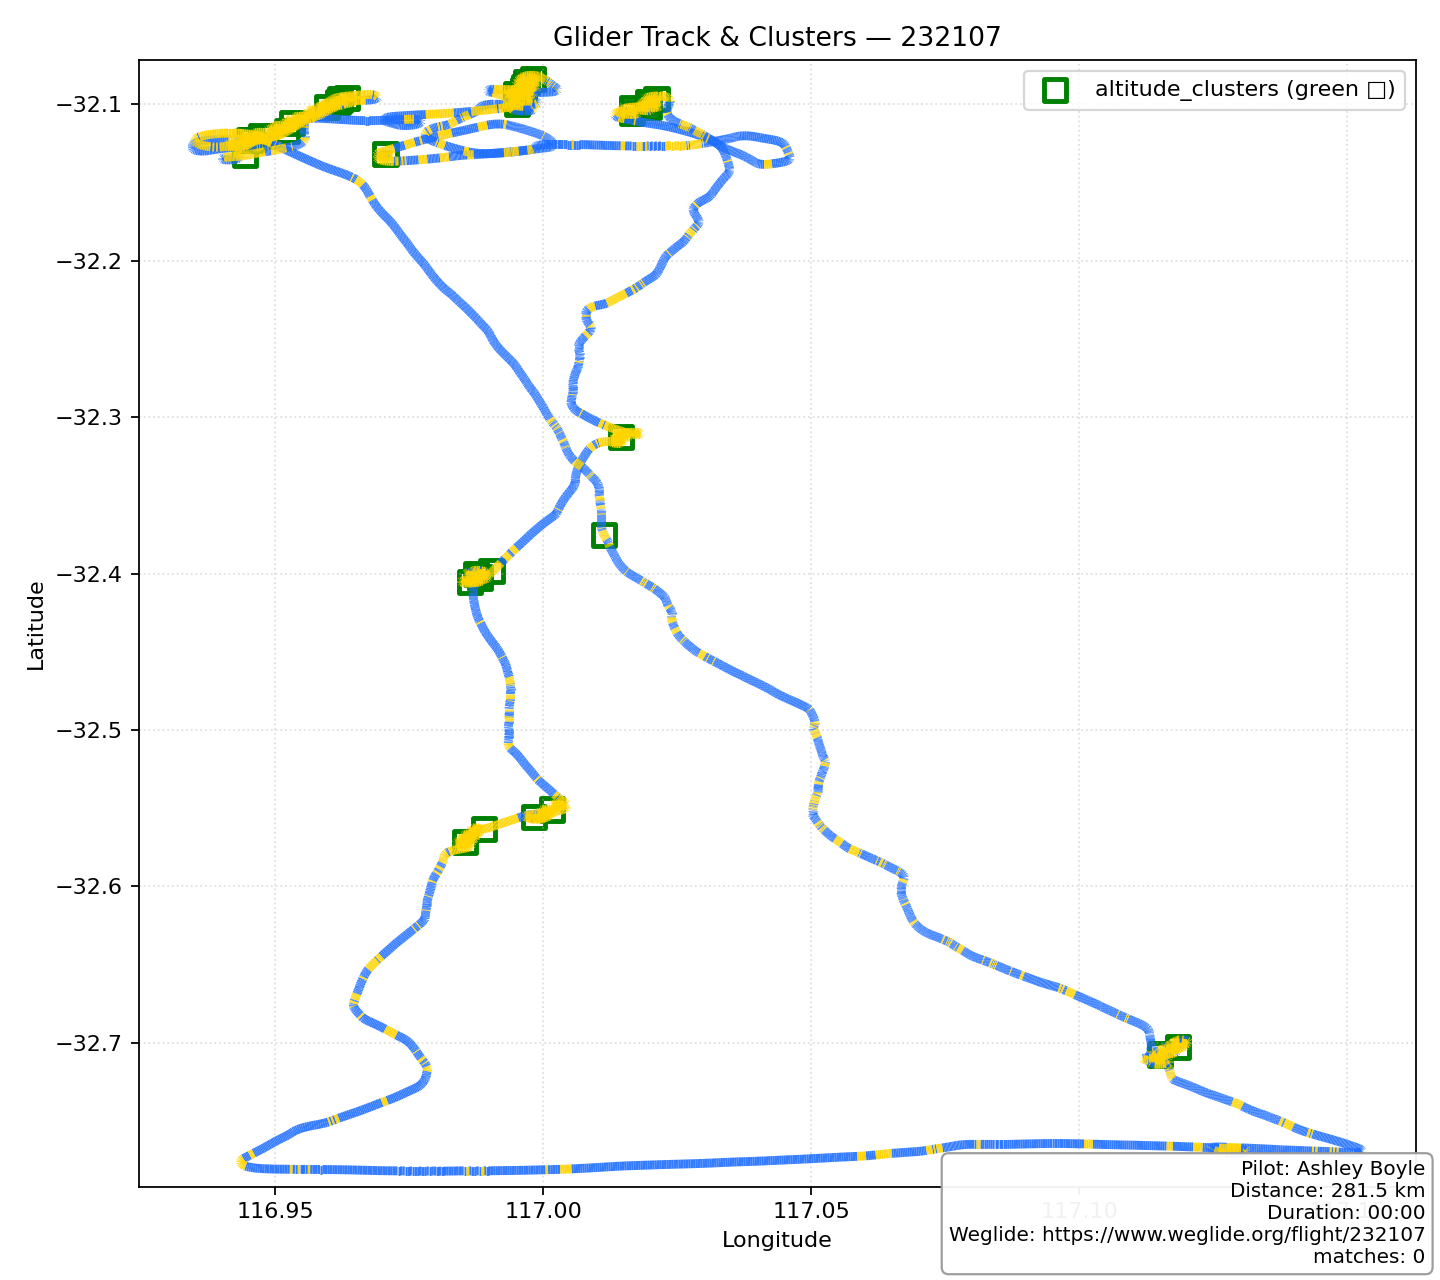 Glider Track & Clusters — 232107
altitude_clusters (green □)
−32.1
−32.2
−32.3
−32.4
−32.5
−32.6
−32.7
Latitude
116.95
117.00
117.05
117.10
Longitude
Pilot: Ashley Boyle
Distance: 281.5 km
Duration: 00:00
Weglide: https://www.weglide.org/flight/232107
matches: 0